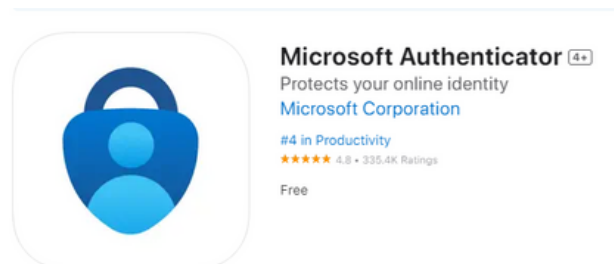 Microsoft Authenticator 4+
Protects your online identity
Microsoft Corporation
#4 in Productivity
★★★★★ 4.8 • 335.4K Ratings
Free